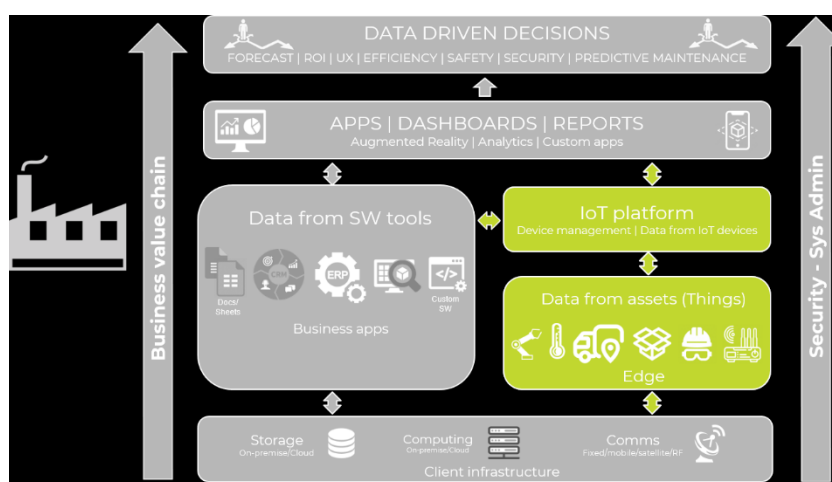 DATA DRIVEN DECISIONS
FORECAST | ROI | UX | EFFICIENCY | SAFETY | SECURITY | PREDICTIVE MAINTENANCE
APPS | DASHBOARDS | REPORTS
Augmented Reality | Analytics | Custom apps
Business value chain
Data from SW tools
Docs/
Sheets
CRM
ERP
</>
Custom
SW
Business apps
IoT platform
Device management | Data from IoT devices
Data from assets (Things)
Edge
Security - Sys Admin
Storage
On-premise/Cloud
Computing
On-premise/Cloud
Comms
Fixed/mobile/satellite/RF
Client infrastructure